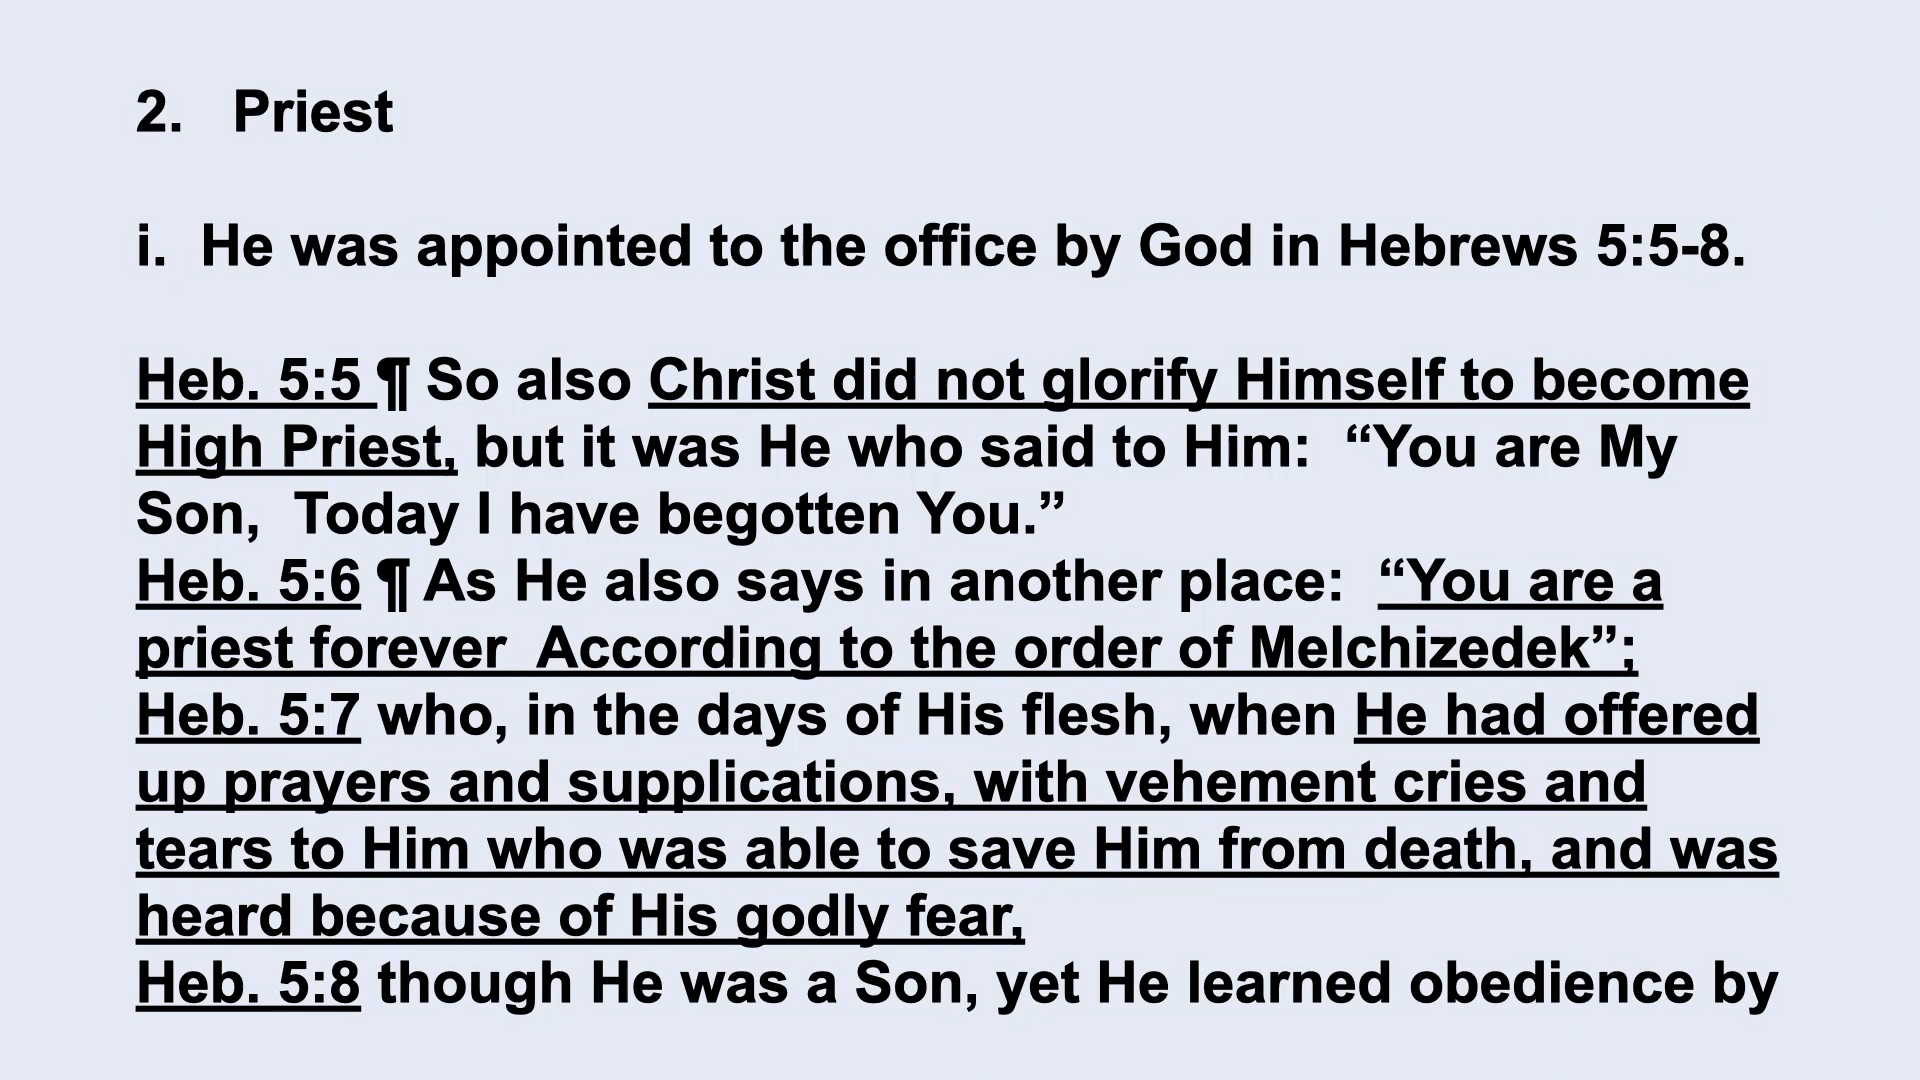 2. Priest
i. He was appointed to the office by God in Hebrews 5:5-8.
Heb. 5:5 ¶ So also Christ did not glorify Himself to become
High Priest, but it was He who said to Him: “You are My
Son, Today I have begotten You.”
Heb. 5:6 ¶ As He also says in another place: “You are a
priest forever According to the order of Melchizedek”;
Heb. 5:7 who, in the days of His flesh, when He had offered
up prayers and supplications, with vehement cries and
tears to Him who was able to save Him from death, and was
heard because of His godly fear,
Heb. 5:8 though He was a Son, yet He learned obedience by